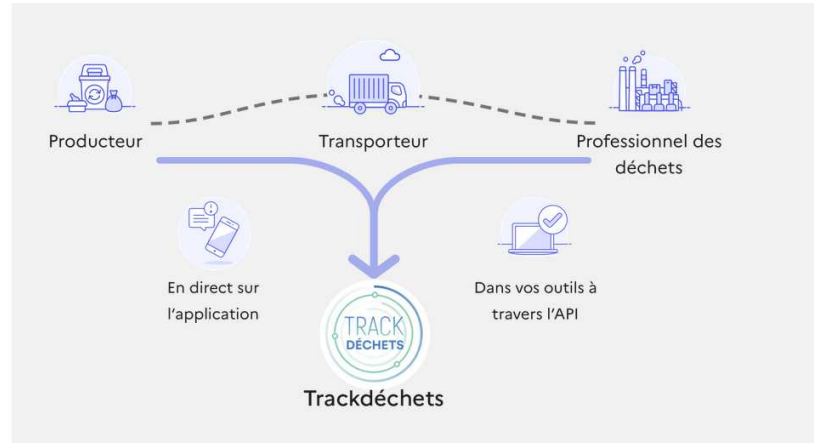 Producteur
Transporteur
Professionnel des
déchets
En direct sur
l'application
Dans vos outils à
travers l'API
TRACK
DÉCHETS
Trackdéchets